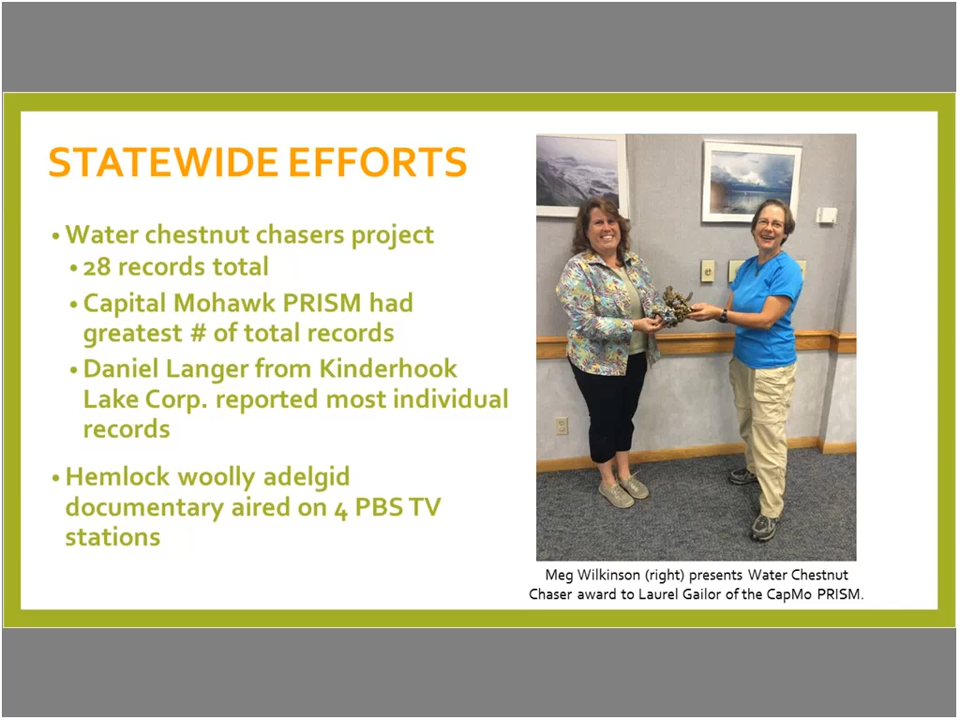 STATEWIDE EFFORTS
• Water chestnut chasers project
• 28 records total
• Capital Mohawk PRISM had
greatest # of total records
• Daniel Langer from Kinderhook
Lake Corp. reported most individual
records
• Hemlock woolly adelgid
documentary aired on 4 PBS TV
stations
Meg Wilkinson (right) presents Water Chestnut
Chaser award to Laurel Gailor of the CapMo PRISM.